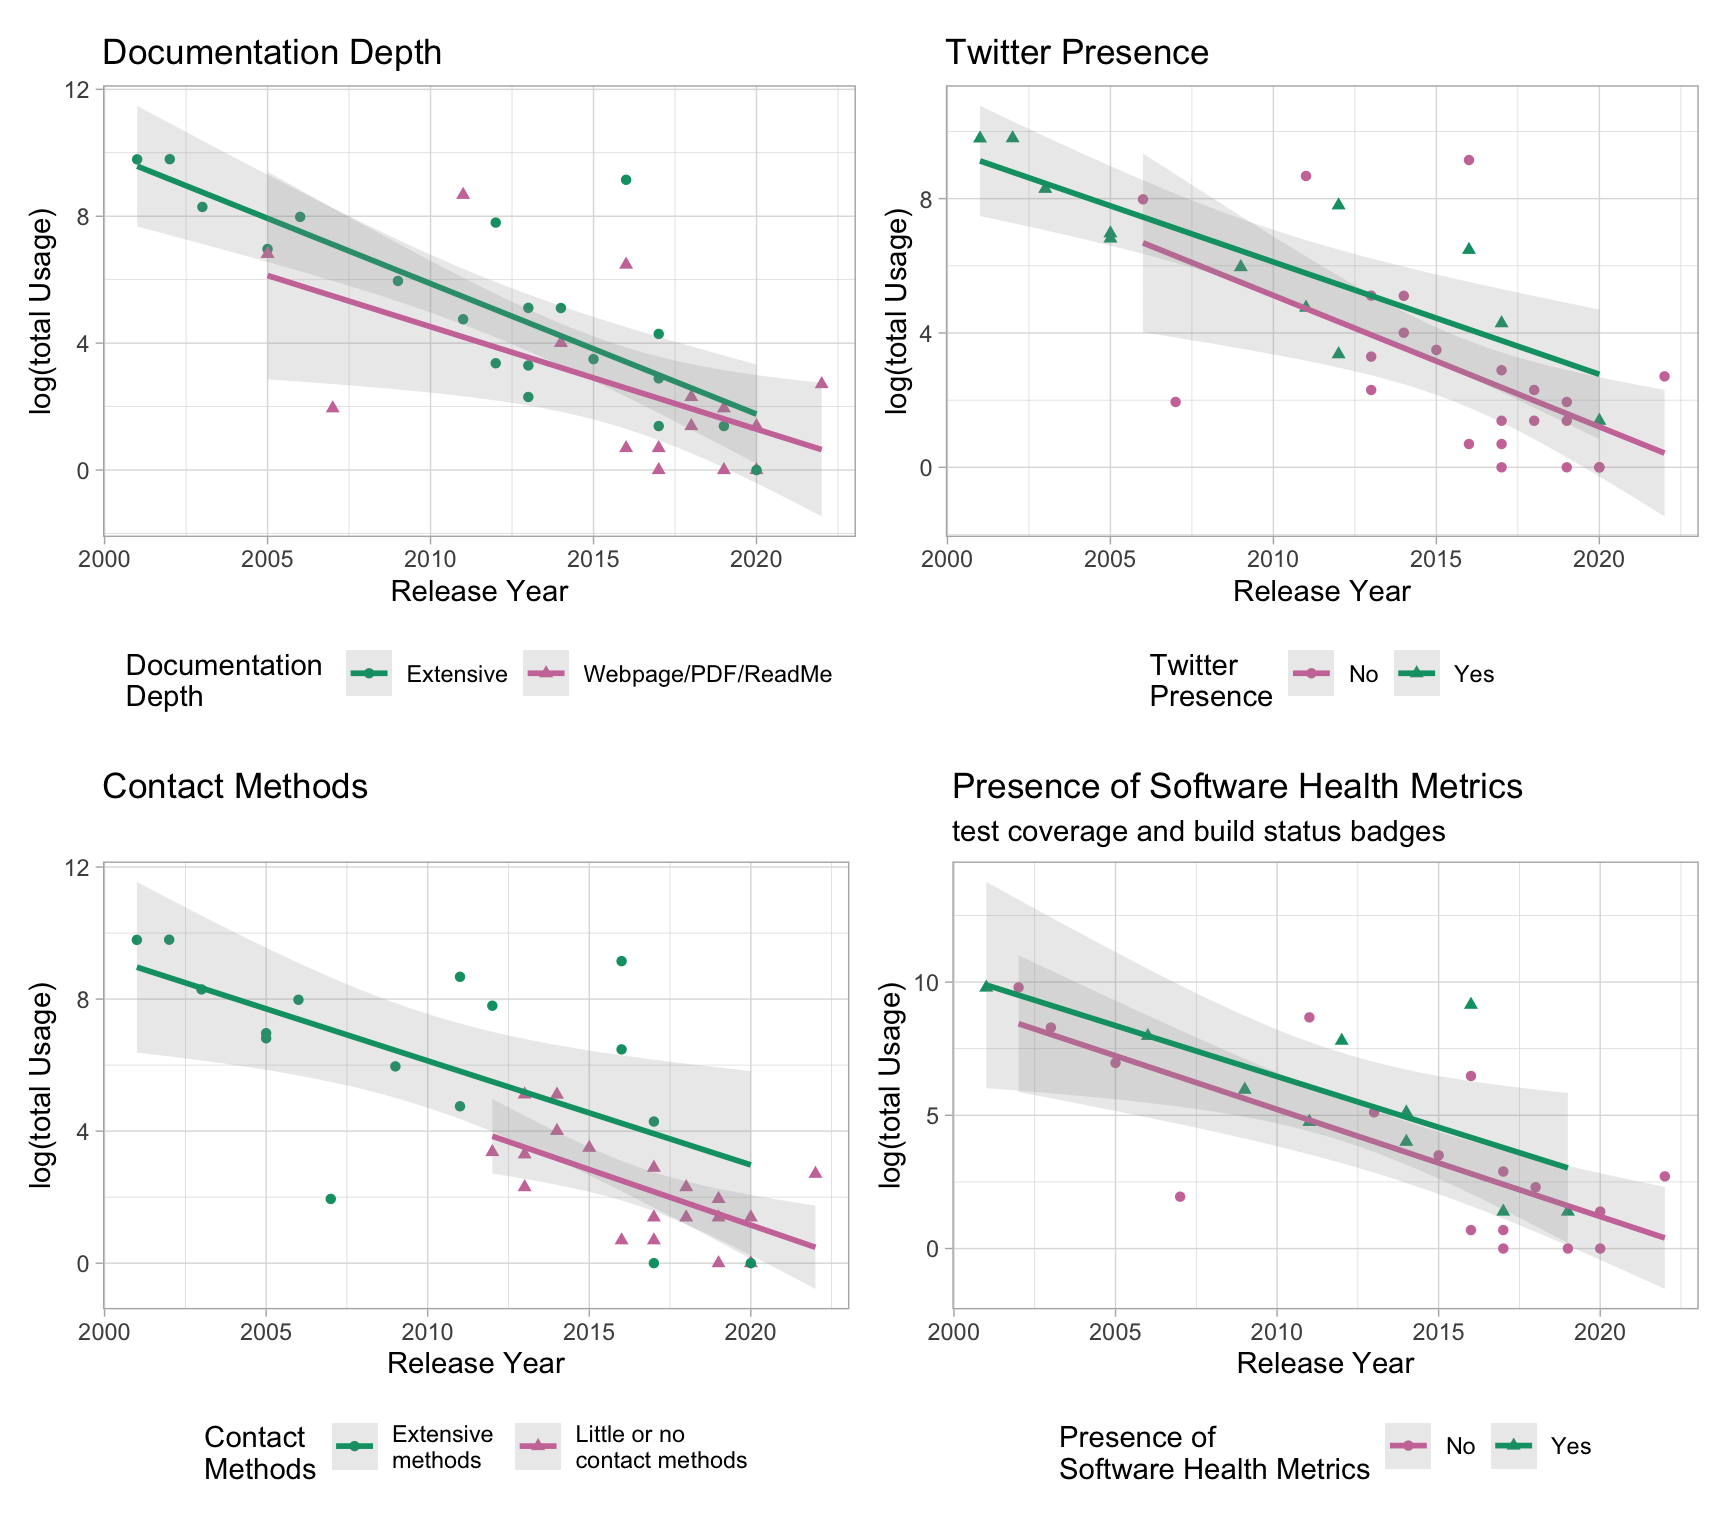 Documentation Depth
12
8
4
0
log(total Usage)
2000 2005 2010 2015 2020
Release Year
Documentation
Depth
Extensive
Webpage/PDF/ReadMe
Twitter Presence
8
4
0
log(total Usage)
2000 2005 2010 2015 2020
Release Year
Twitter
Presence
No
Yes
Contact Methods
12
8
4
0
log(total Usage)
2000 2005 2010 2015 2020
Release Year
Contact
Methods
Extensive
methods
Little or no
contact methods
Presence of Software Health Metrics
test coverage and build status badges
10
5
0
log(total Usage)
2000 2005 2010 2015 2020
Release Year
Presence of
Software Health Metrics
No
Yes